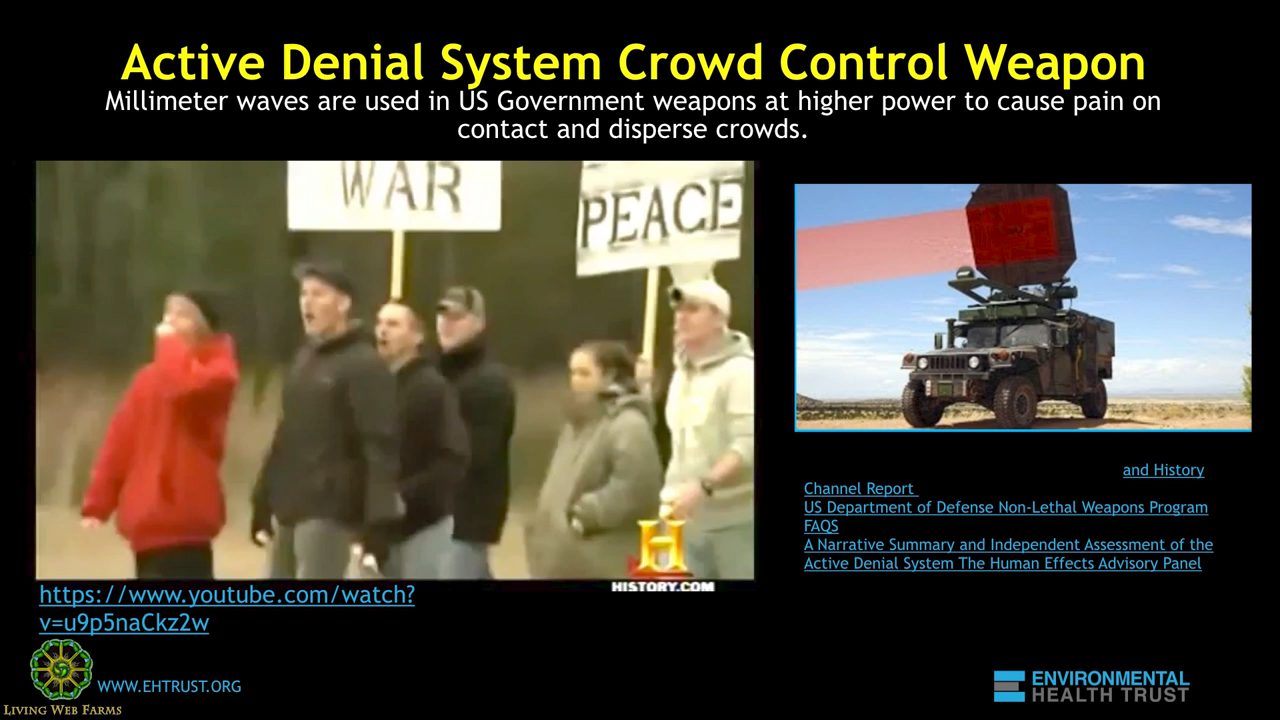 Active Denial System Crowd Control Weapon
Millimeter waves are used in US Government weapons at higher power to cause pain on
contact and disperse crowds.
WAR
PEACE
H
HISTORY.COM
and History
Channel Report
US Department of Defense Non-Lethal Weapons Program
FAQS
A Narrative Summary and Independent Assessment of the
Active Denial System The Human Effects Advisory Panel
https://www.youtube.com/watch?
v=u9p5naCkz2w
WWW.EHTRUST.ORG
LIVING WEB FARMS
ENVIRONMENTAL
HEALTH TRUST